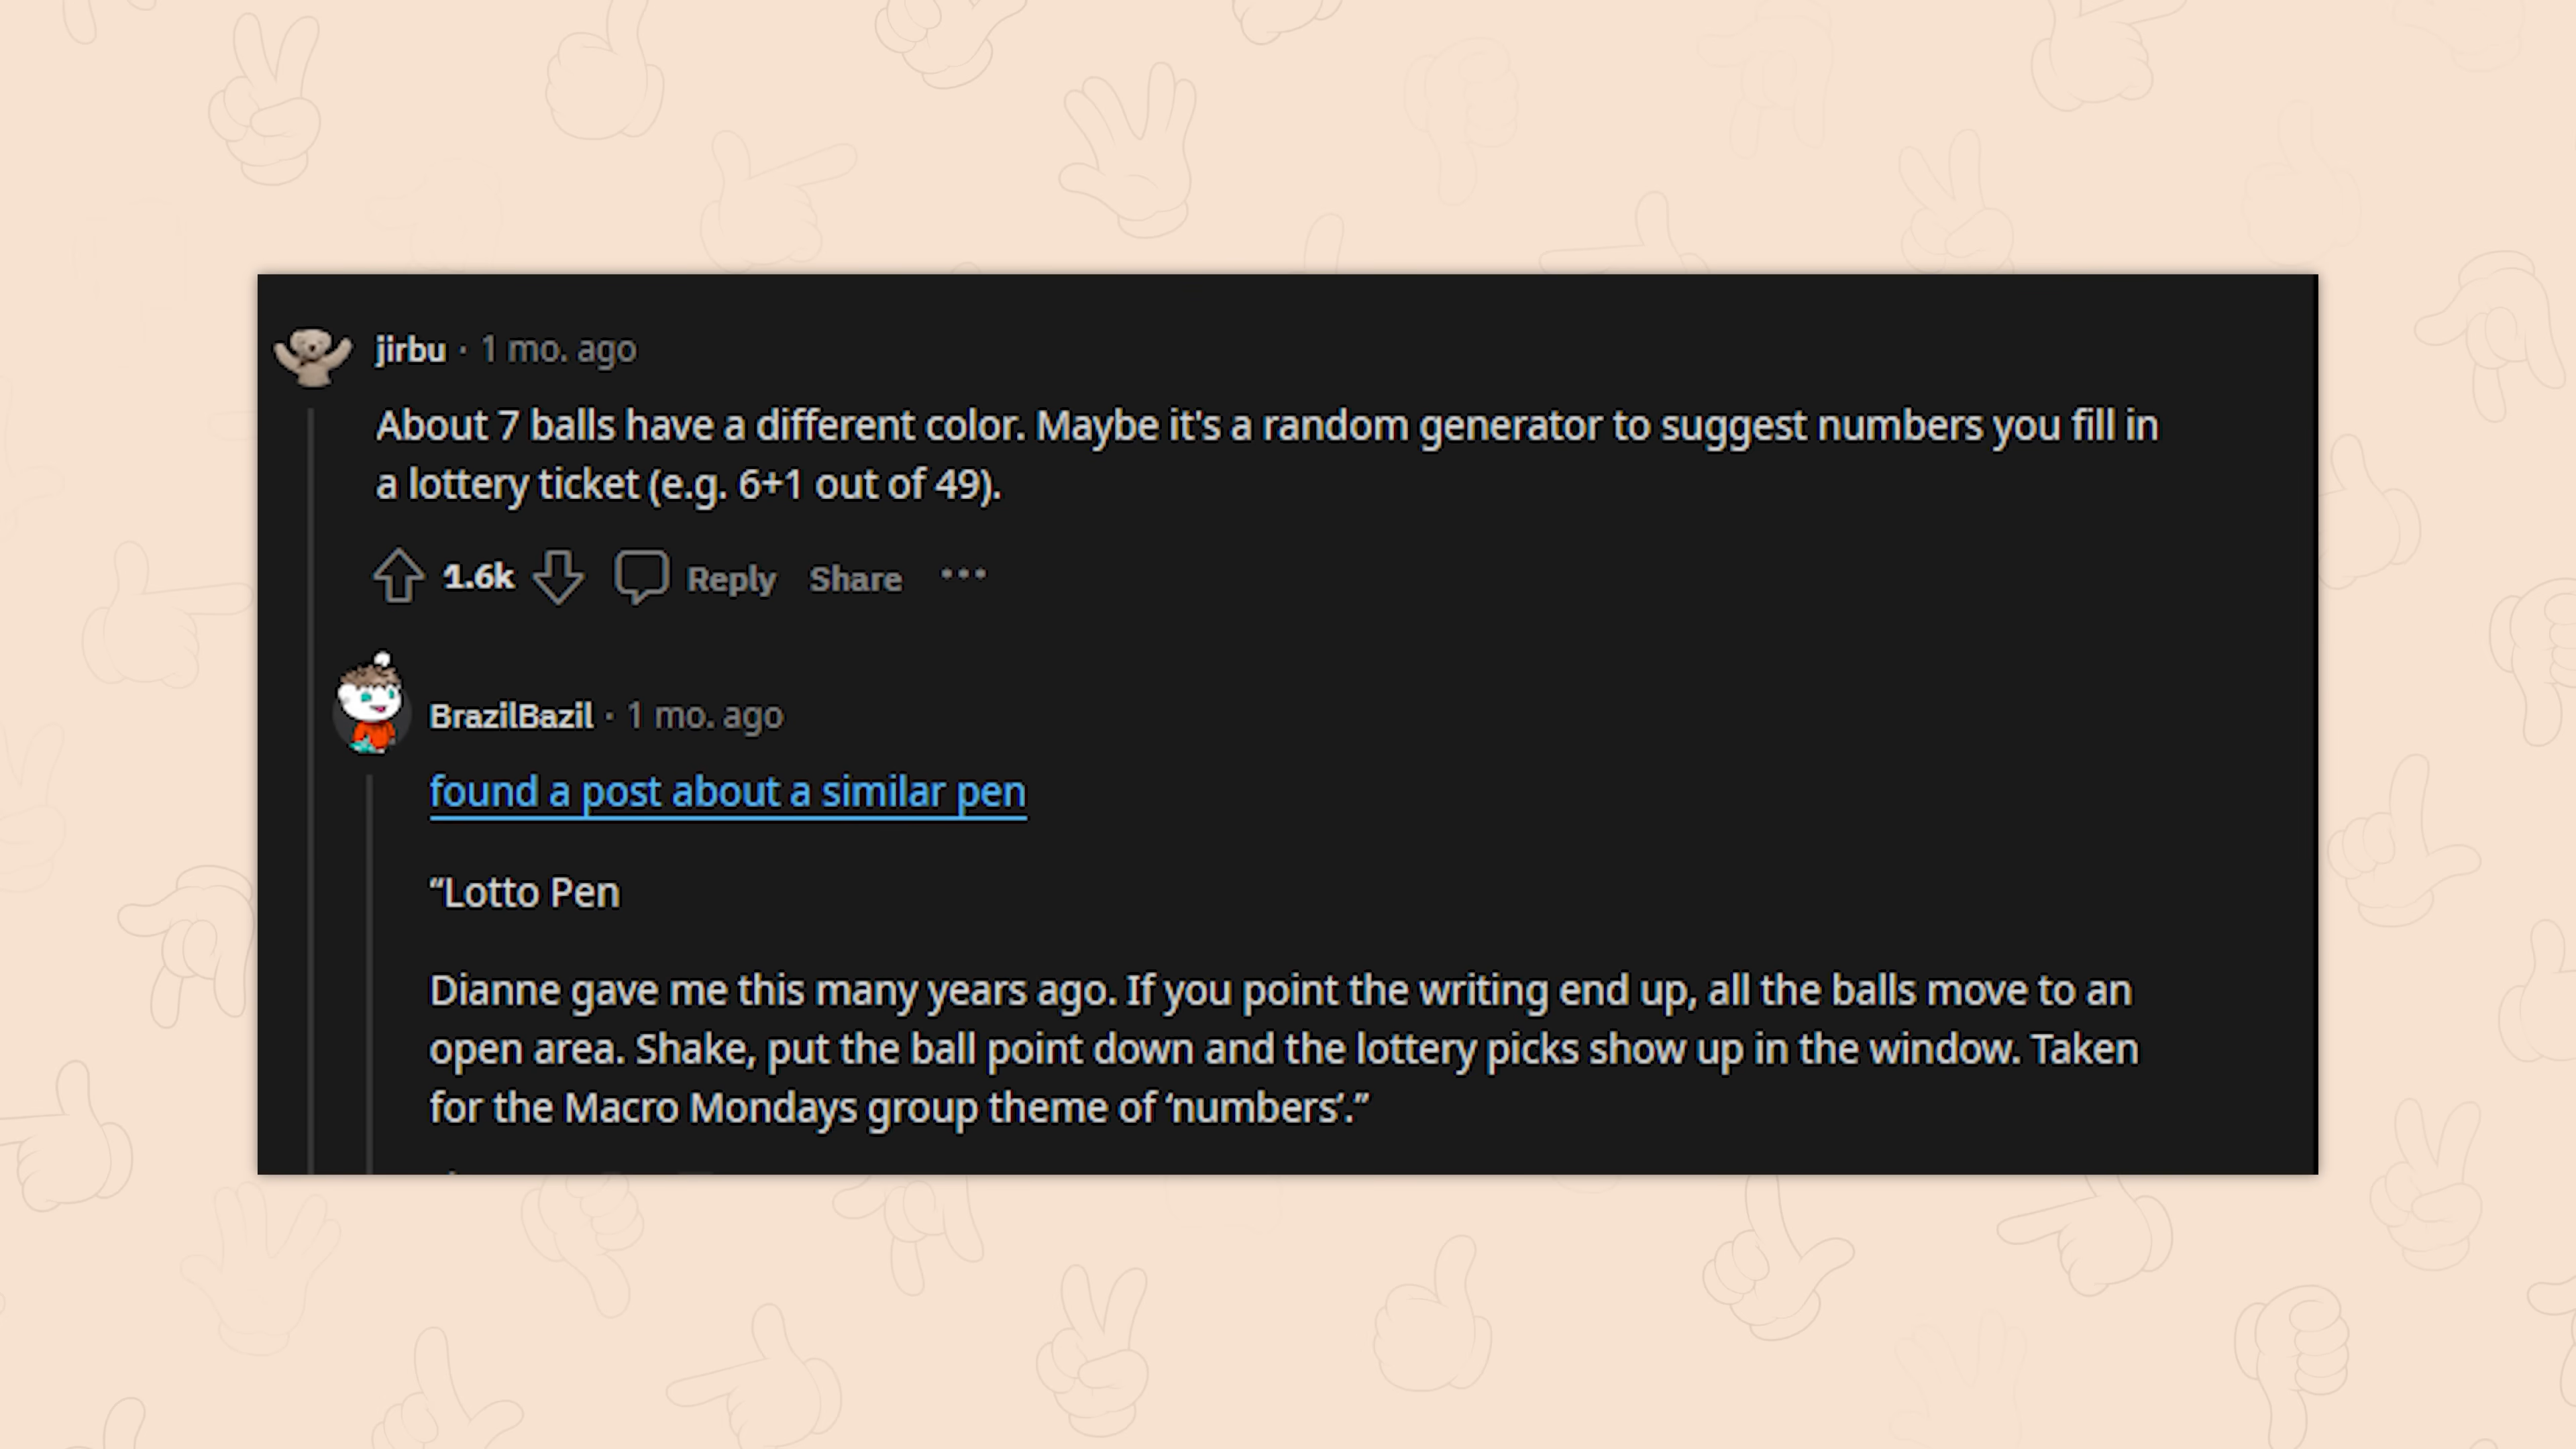 jirbu · 1 mo. ago
About 7 balls have a different color. Maybe it's a random generator to suggest numbers you fill in
a lottery ticket (e.g. 6+1 out of 49).
1.6k Reply Share ···
BrazilBazil · 1 mo. ago
found a post about a similar pen
“Lotto Pen
Dianne gave me this many years ago. If you point the writing end up, all the balls move to an
open area. Shake, put the ball point down and the lottery picks show up in the window. Taken
for the Macro Mondays group theme of ‘numbers’.”